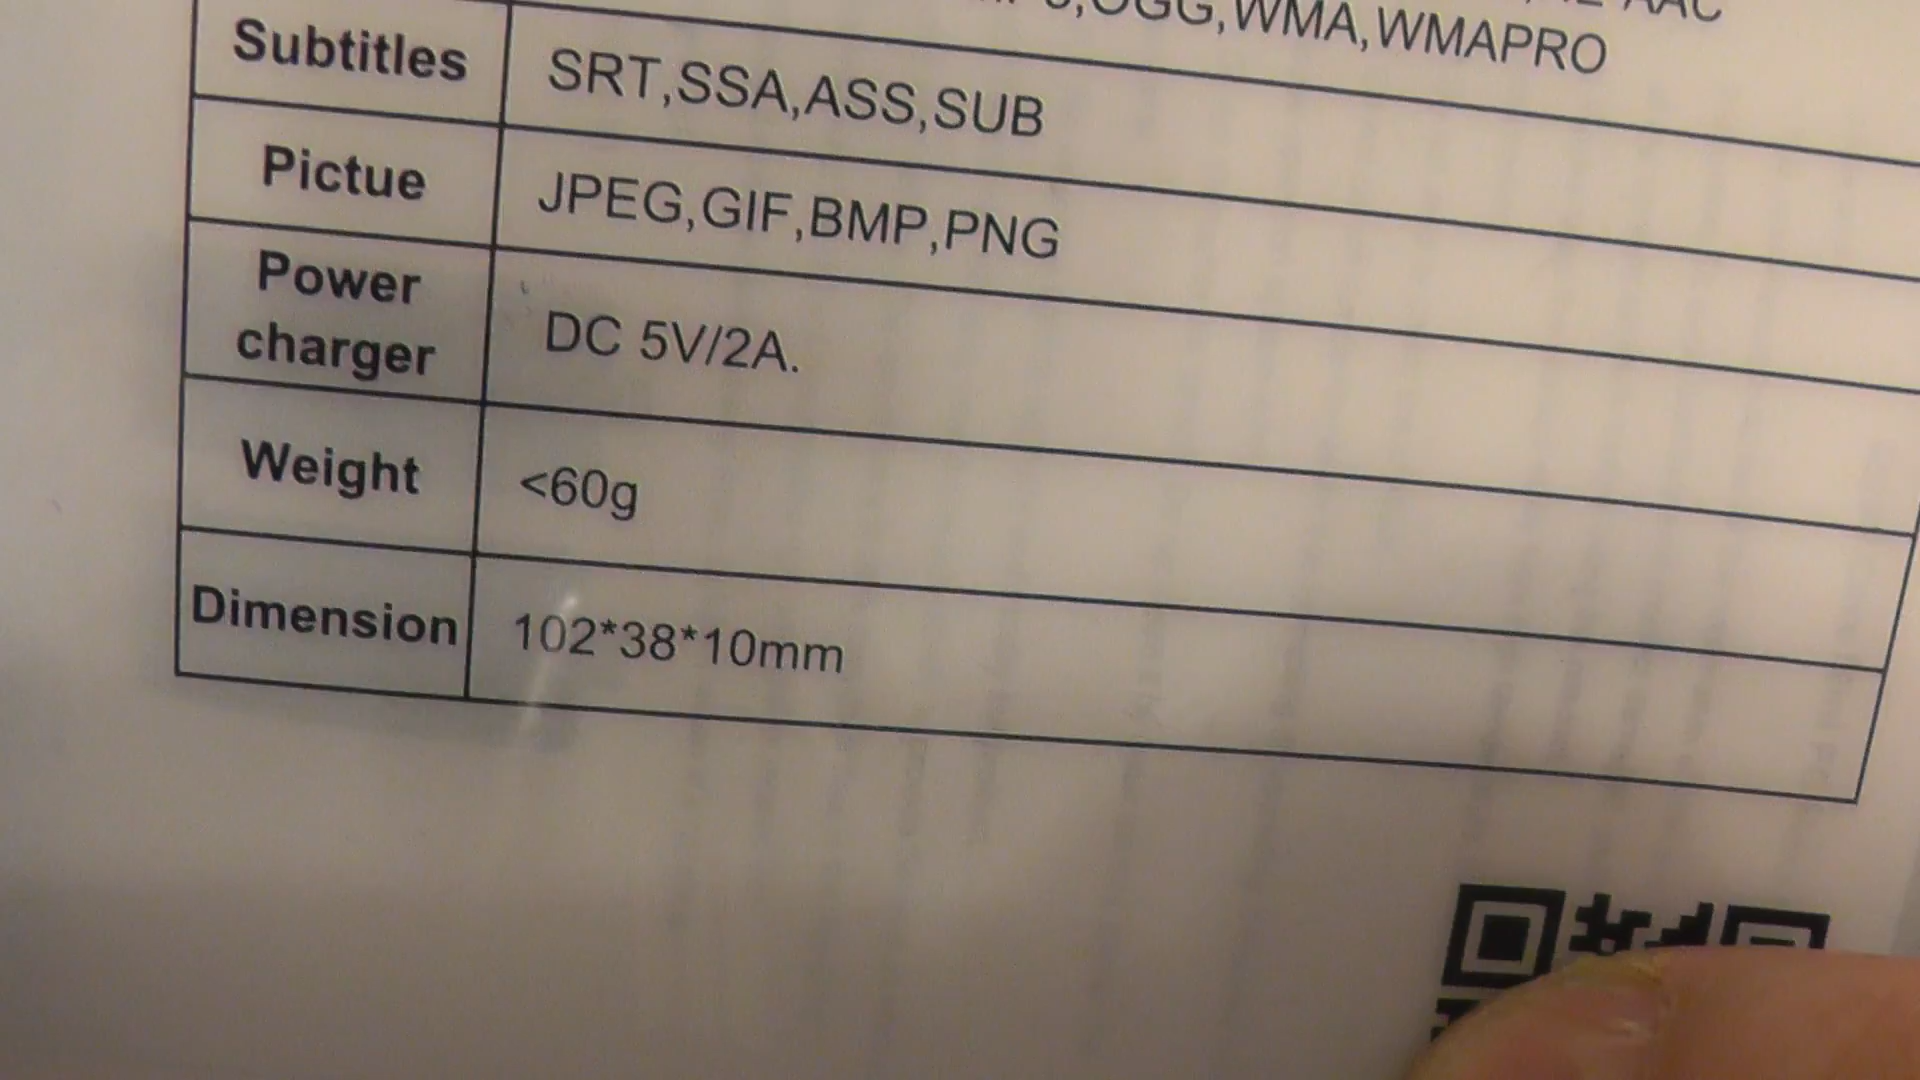 OGG,WMA,WMAPRO
Subtitles SRT,SSA,ASS,SUB
Pictue JPEG,GIF,BMP,PNG
Power
charger DC 5V/2A.
Weight <60g
Dimension 102*38*10mm